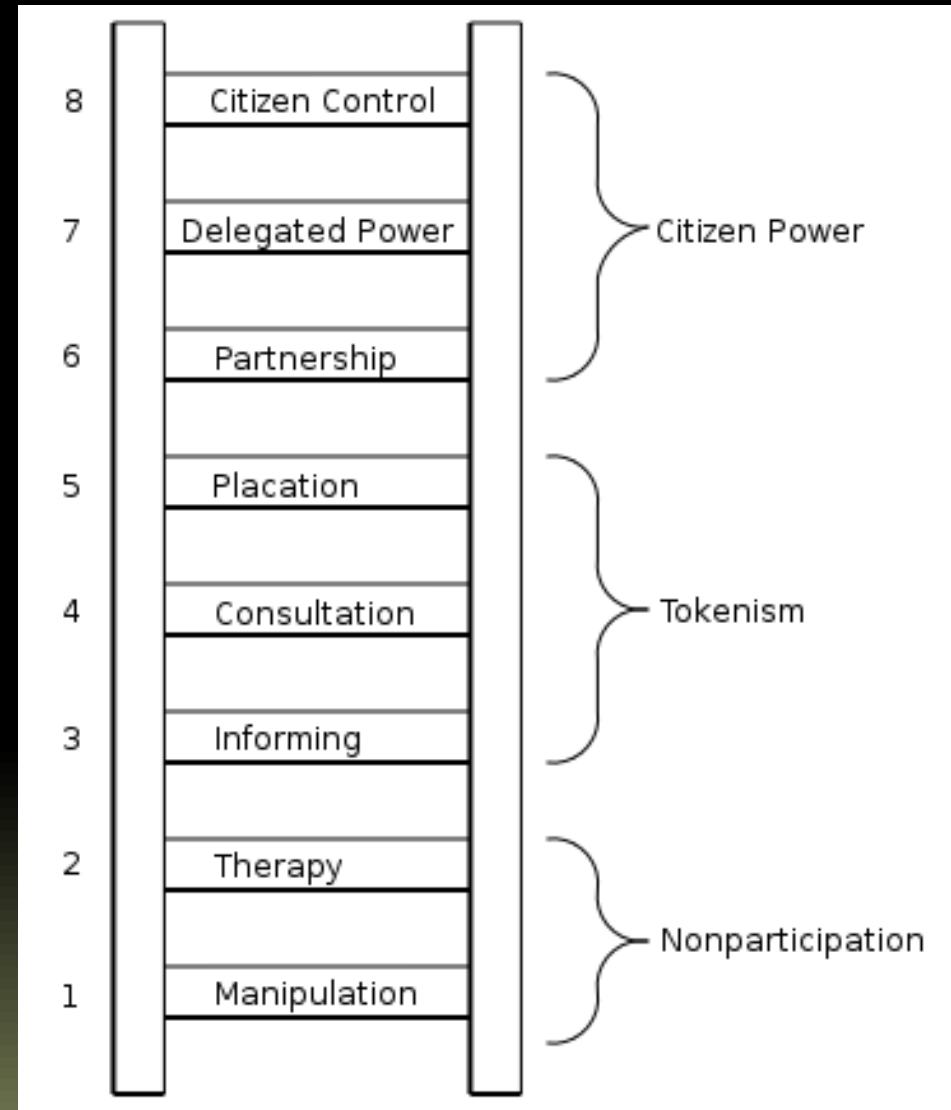 8 Citizen Control
7 Delegated Power
Citizen Power
6 Partnership
5 Placation
4 Consultation
Tokenism
3 Informing
2 Therapy
Nonparticipation
1 Manipulation